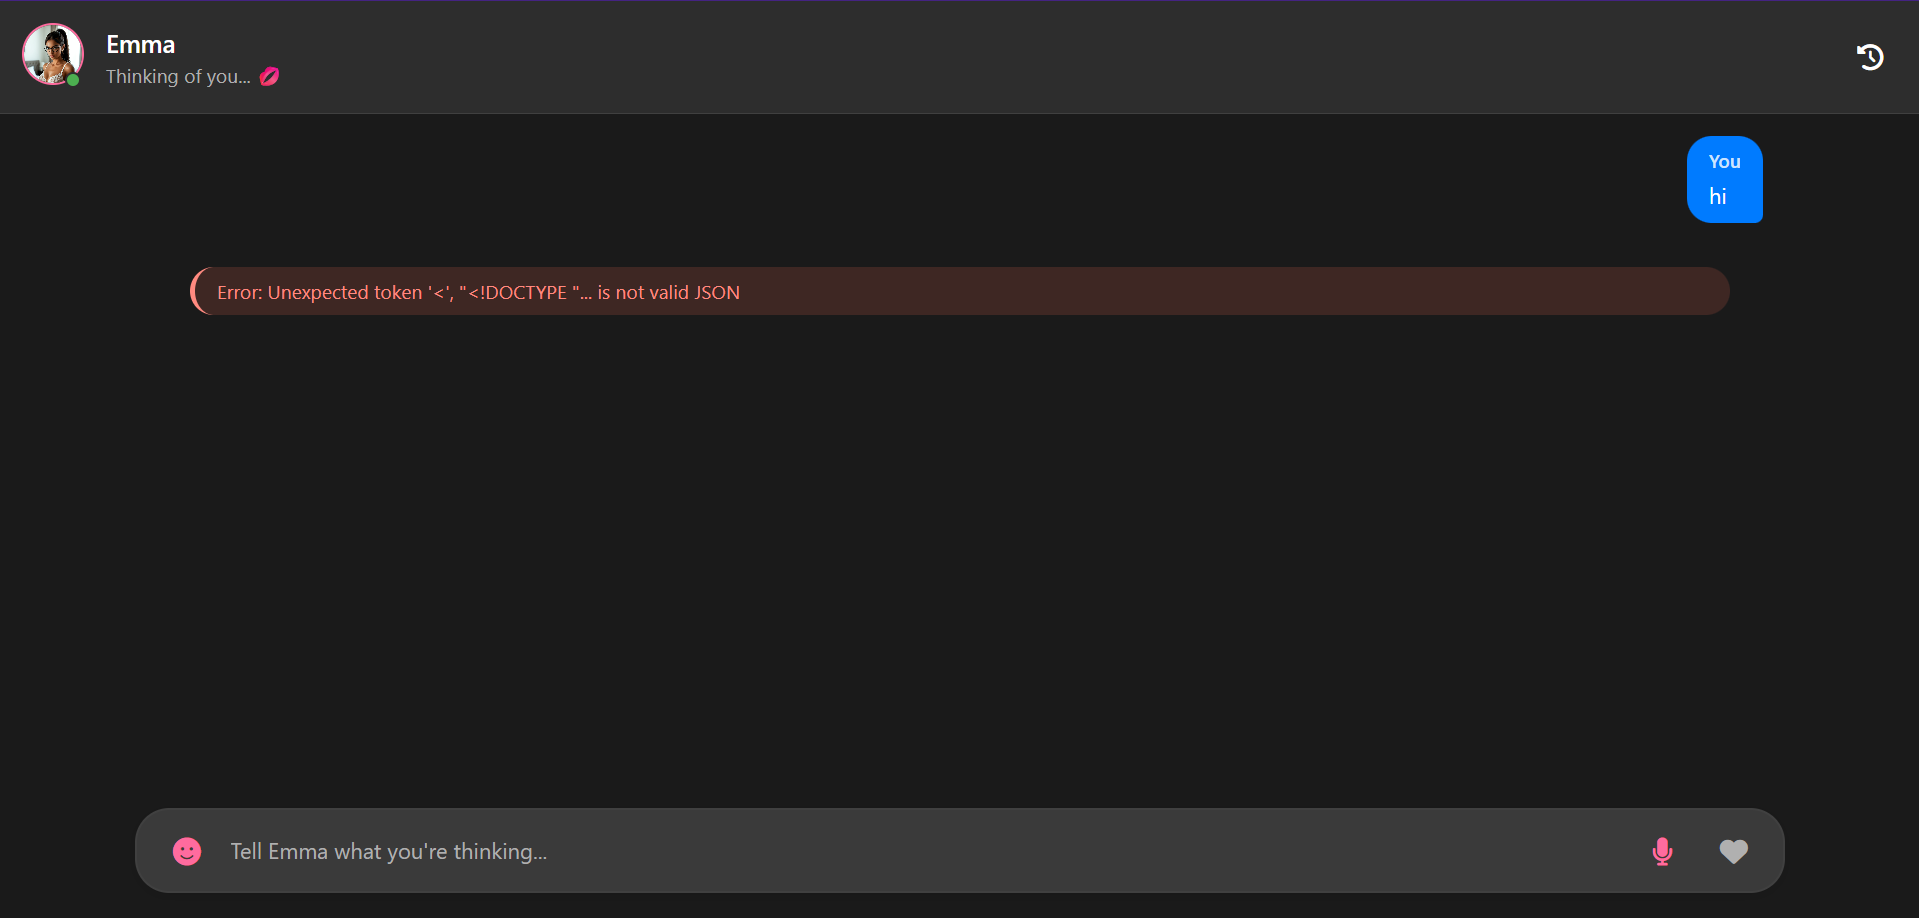 Emma
Thinking of you... 💋
You
hi
Error: Unexpected token '<', "<!DOCTYPE "... is not valid JSON
Tell Emma what you're thinking...